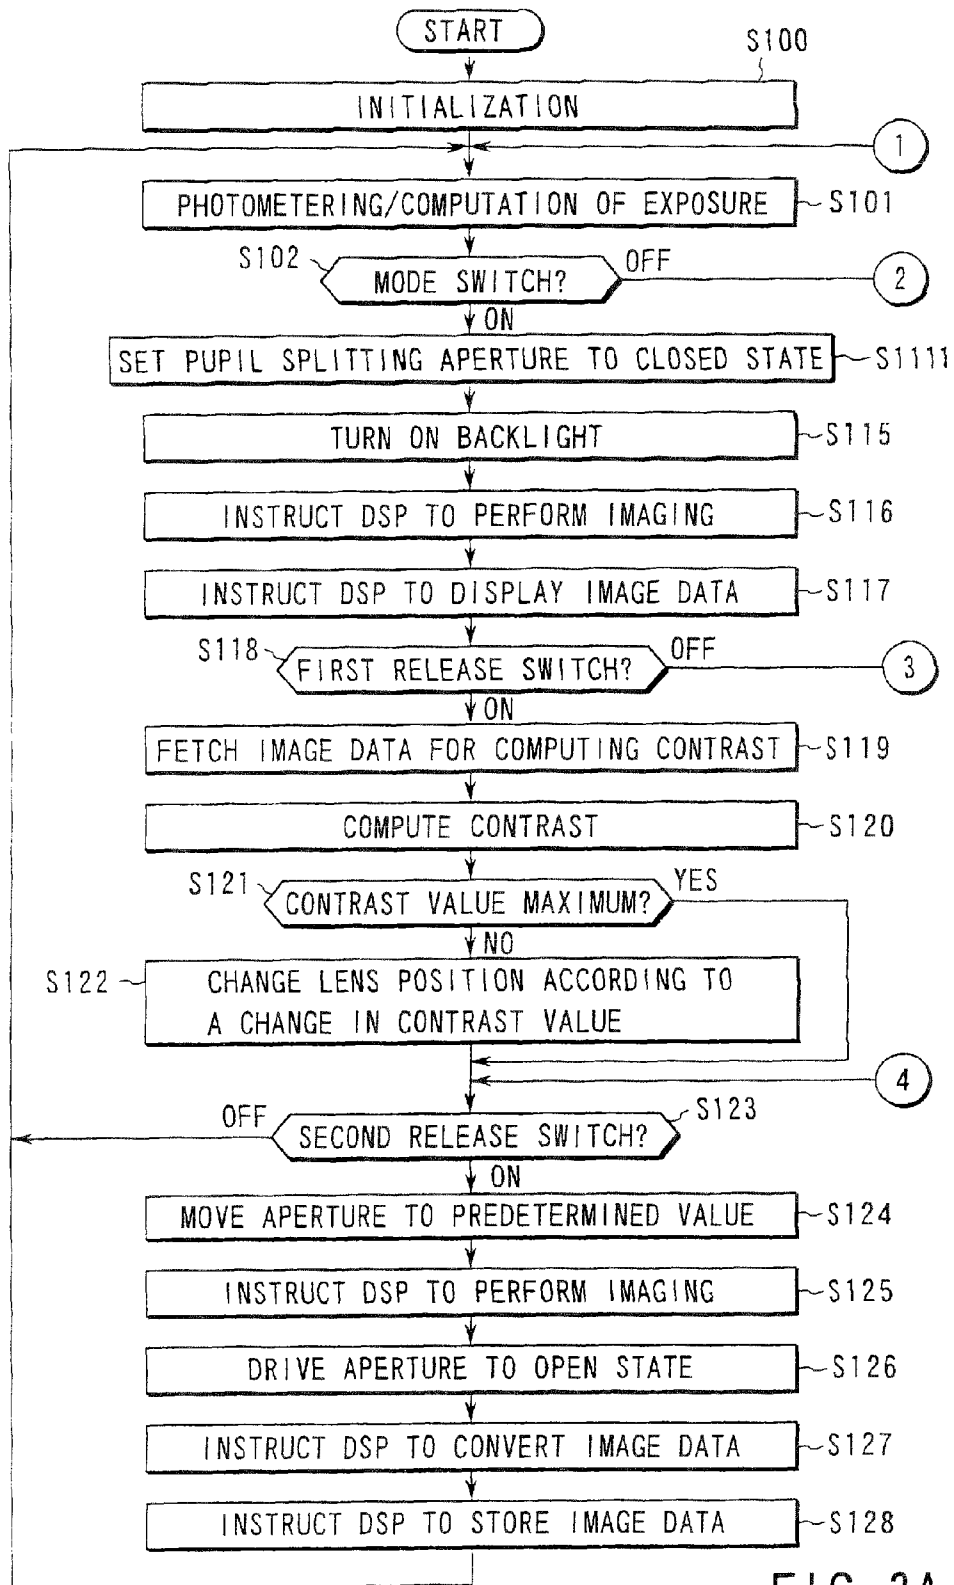 START
S100
INITIALIZATION
1
PHOTOMETERING/COMPUTATION OF EXPOSURE
S101
S102
MODE SWITCH?
OFF
2
ON
SET PUPIL SPLITTING APERTURE TO CLOSED STATE
S1111
TURN ON BACKLIGHT
S115
INSTRUCT DSP TO PERFORM IMAGING
S116
INSTRUCT DSP TO DISPLAY IMAGE DATA
S117
S118
FIRST RELEASE SWITCH?
OFF
3
ON
FETCH IMAGE DATA FOR COMPUTING CONTRAST
S119
COMPUTE CONTRAST
S120
S121
CONTRAST VALUE MAXIMUM?
YES
NO
S122
CHANGE LENS POSITION ACCORDING TO
A CHANGE IN CONTRAST VALUE
4
OFF
SECOND RELEASE SWITCH?
S123
ON
MOVE APERTURE TO PREDETERMINED VALUE
S124
INSTRUCT DSP TO PERFORM IMAGING
S125
DRIVE APERTURE TO OPEN STATE
S126
INSTRUCT DSP TO CONVERT IMAGE DATA
S127
INSTRUCT DSP TO STORE IMAGE DATA
S128